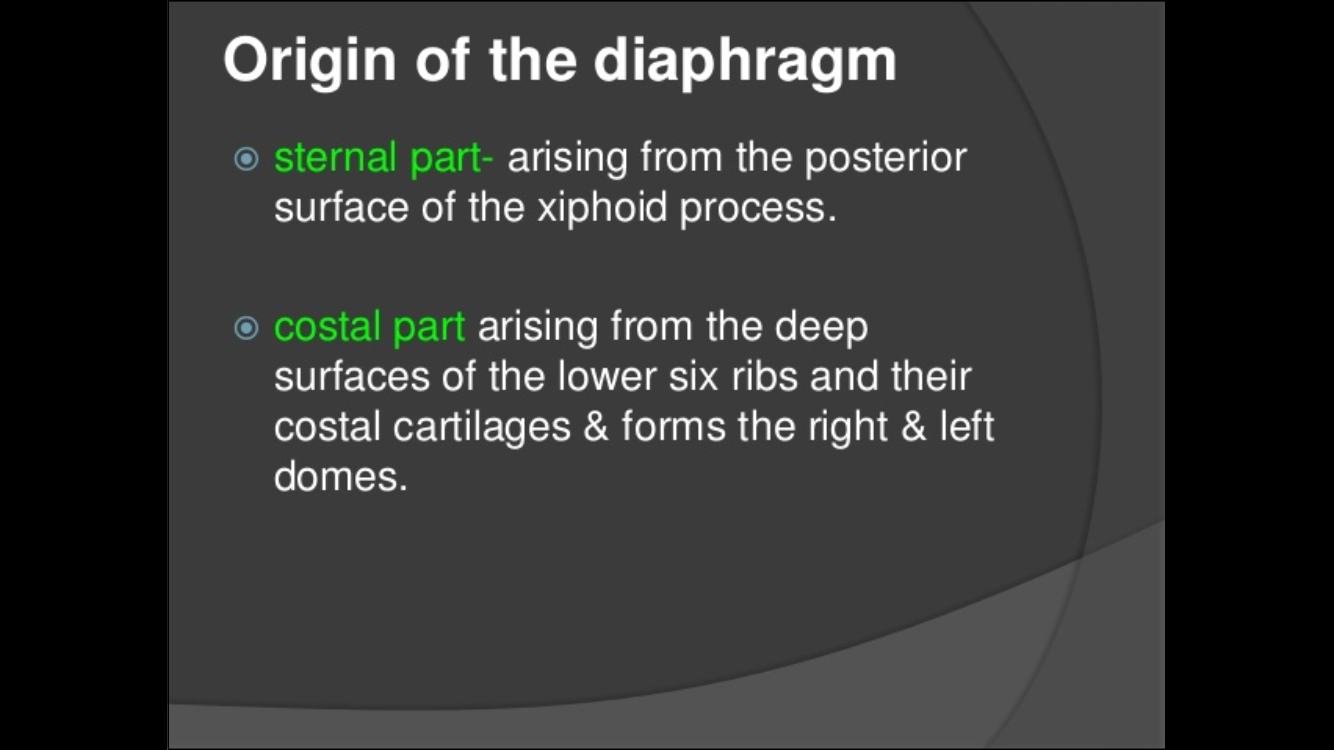 Origin of the diaphragm
sternal part- arising from the posterior
surface of the xiphoid process.
costal part arising from the deep
surfaces of the lower six ribs and their
costal cartilages & forms the right & left
domes.